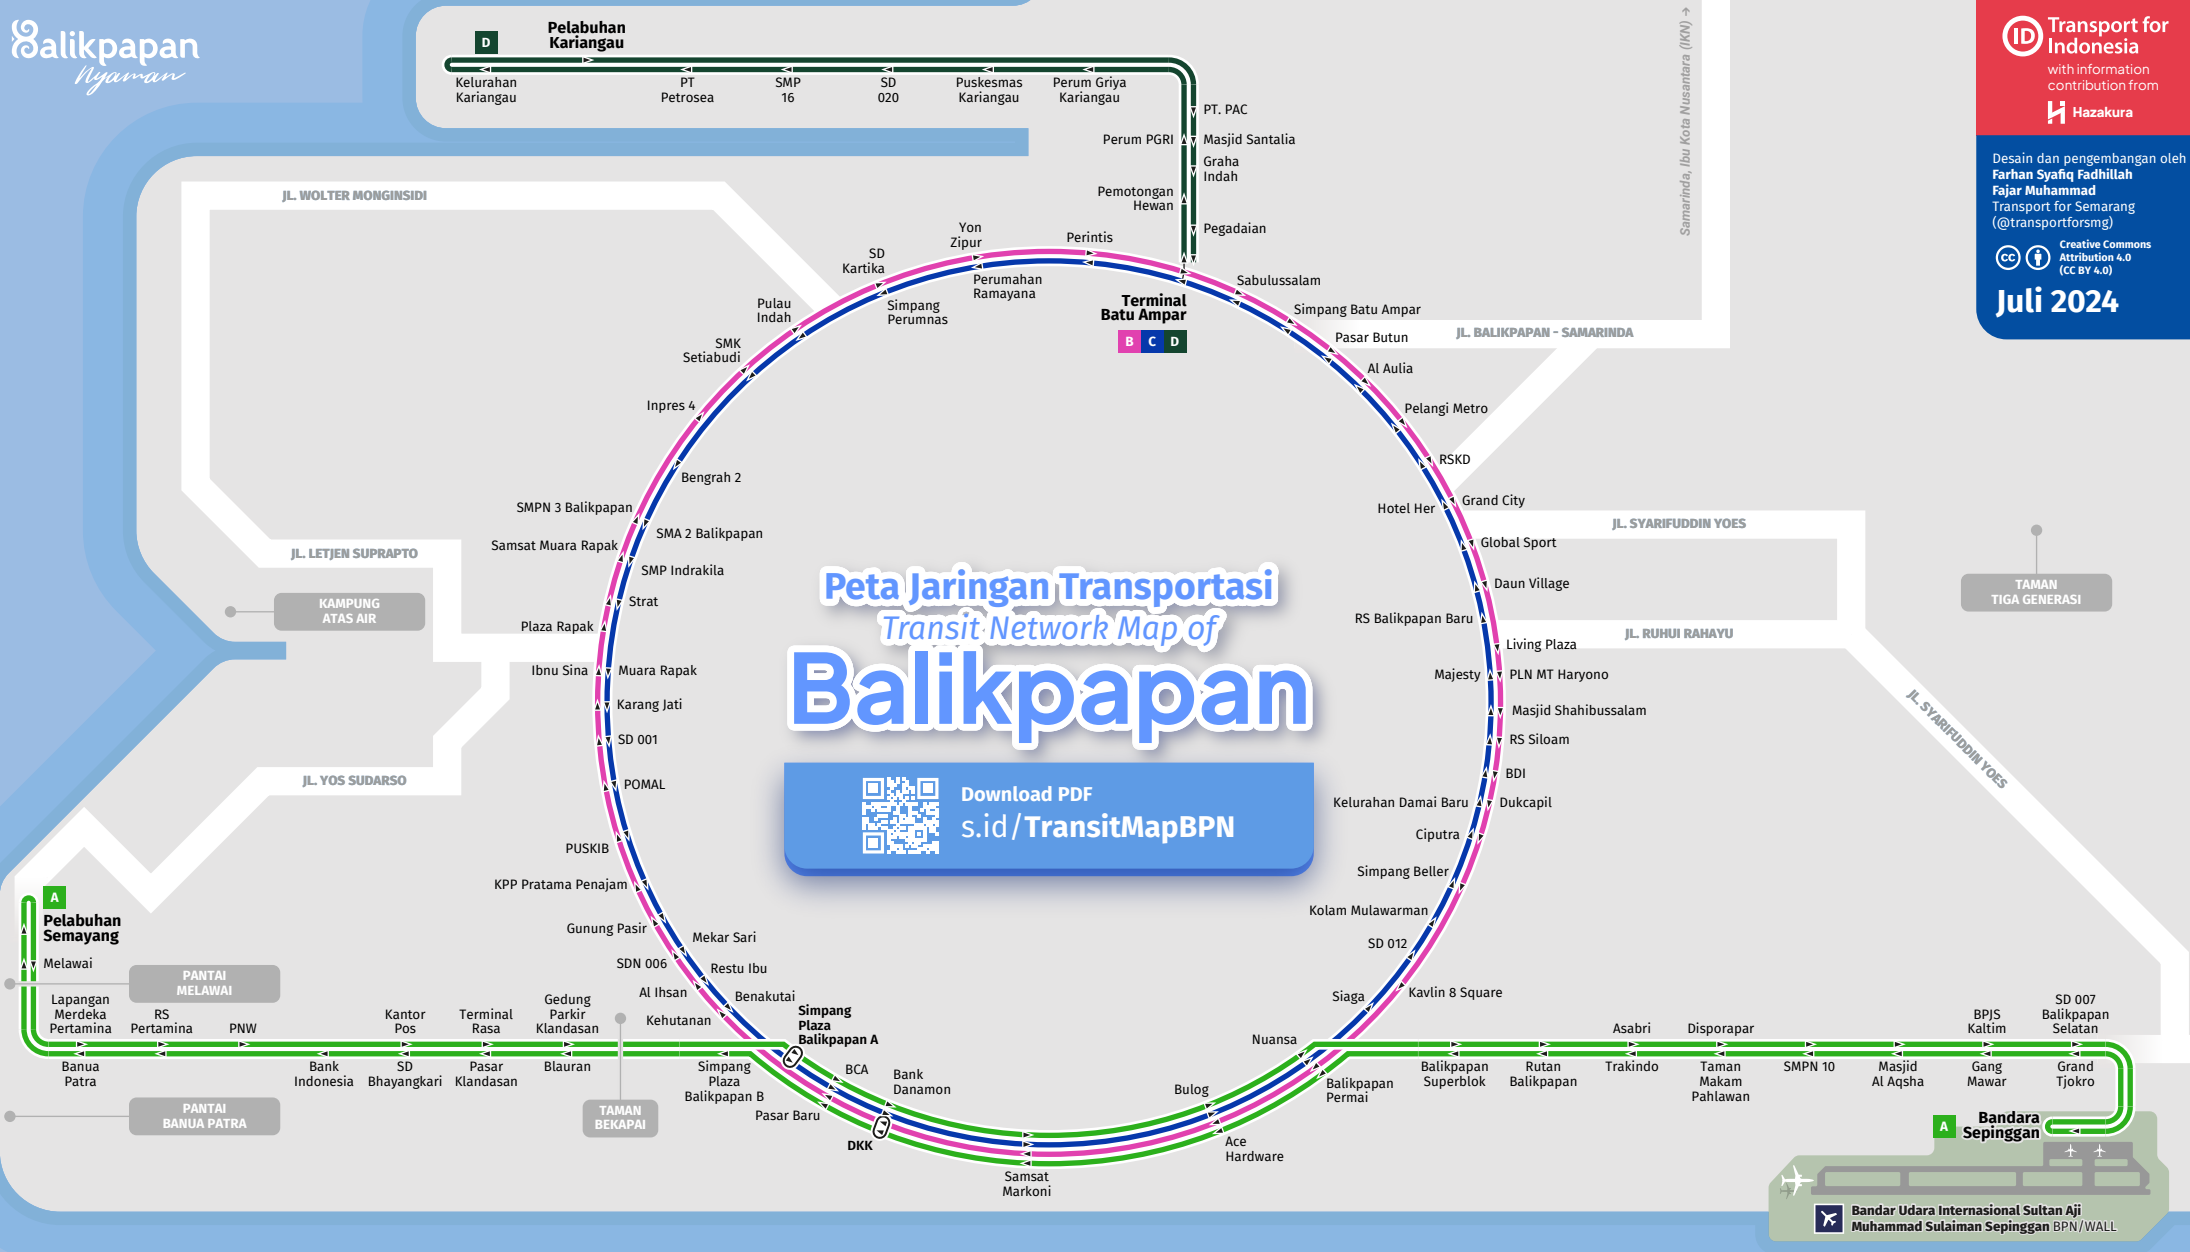 Balikpapan
Nyaman
D
Pelabuhan
Kariangau
Kelurahan
Kariangau
PT
Petrosea
SMP
16
SD
020
Puskesmas
Kariangau
Perum Griya
Kariangau
PT. PAC
Perum PGRI
Masjid Santalia
Graha
Indah
Pemotongan
Hewan
Pegadaian
Samarinda, Ibu Kota Nusantara (IKN) →
ID
Transport for
Indonesia
with information
contribution from
Hazakura
Desain dan pengembangan oleh
Farhan Syafiq Fadhillah
Fajar Muhammad
Transport for Semarang
(@transportforsmg)
cc
Creative Commons
Attribution 4.0
(CC BY 4.0)
Juli 2024
JL. WOLTER MONGINSIDI
Yon
Zipur
Perintis
SD
Kartika
Perumahan
Ramayana
Simpang
Perumnas
Pulau
Indah
SMK
Setiabudi
Inpres 4
Bengrah 2
SMPN 3 Balikpapan
SMA 2 Balikpapan
Samsat Muara Rapak
SMP Indrakila
Strat
Plaza Rapak
Ibnu Sina
Muara Rapak
Karang Jati
SD 001
POMAL
PUSKIB
KPP Pratama Penajam
Gunung Pasir
Mekar Sari
SDN 006
Restu Ibu
Al Ihsan
Benakutai
Kehutanan
Terminal
Batu Ampar
B
C
D
Sabulussalam
Simpang Batu Ampar
Pasar Butun
JL. BALIKPAPAN - SAMARINDA
Al Aulia
Pelangi Metro
RSKD
Grand City
Hotel Her
JL. SYARIFUDDIN YOES
Global Sport
Daun Village
RS Balikpapan Baru
JL. RUHUI RAHAYU
Living Plaza
Majesty
PLN MT Haryono
Masjid Shahibussalam
RS Siloam
BDI
Kelurahan Damai Baru
Dukcapil
Ciputra
Simpang Beller
Kolam Mulawarman
SD 012
Siaga
Kavlin 8 Square
Nuansa
JL. SYARIFUDDIN YOES
TAMAN
TIGA GENERASI
JL. LETJEN SUPRAPTO
KAMPUNG
ATAS AIR
JL. YOS SUDARSO
Peta Jaringan Transportasi
Transit Network Map of
Balikpapan
Download PDF
s.id/TransitMapBPN
A
Pelabuhan
Semayang
Melawai
PANTAI
MELAWAI
Lapangan
Merdeka
Pertamina
RS
Pertamina
PNW
Kantor
Pos
Terminal
Rasa
Gedung
Parkir
Klandasan
Simpang
Plaza
Balikpapan A
Banua
Patra
Bank
Indonesia
SD
Bhayangkari
Pasar
Klandasan
Blauran
Simpang
Plaza
Balikpapan B
PANTAI
BANUA PATRA
TAMAN
BEKAPAI
BCA
Bank
Danamon
Pasar Baru
DKK
Samsat
Markoni
Bulog
Ace
Hardware
Balikpapan
Permai
Balikpapan
Superblok
Rutan
Balikpapan
Asabri
Trakindo
Disporapar
Taman
Makam
Pahlawan
SMPN 10
Masjid
Al Aqsha
BPJS
Kaltim
Gang
Mawar
SD 007
Balikpapan
Selatan
Grand
Tjokro
A
Bandara
Sepinggan
Bandar Udara Internasional Sultan Aji
Muhammad Sulaiman Sepinggan BPN/WALL